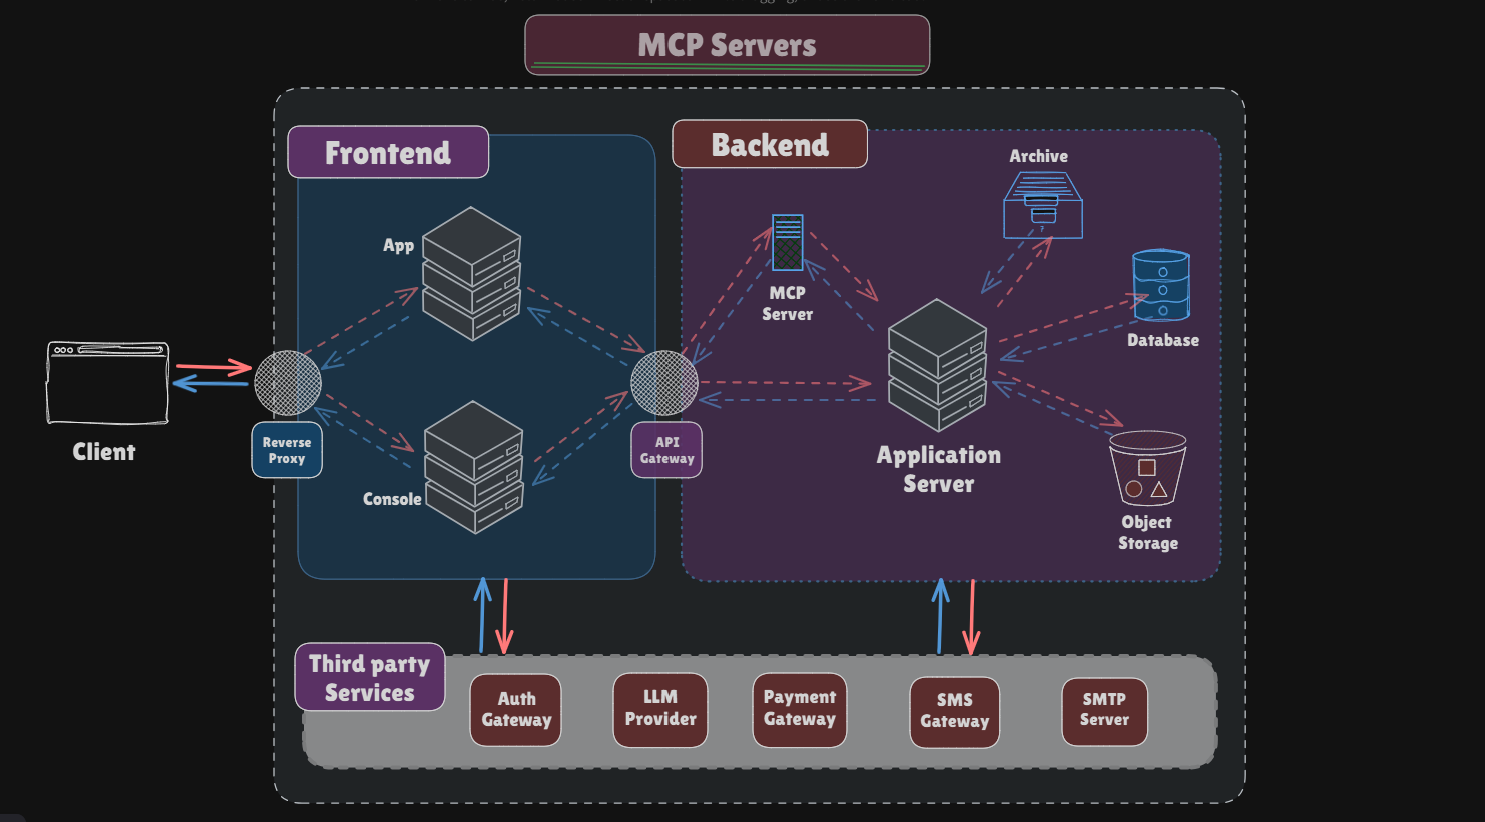 MCP Servers
Frontend
Backend
Archive
App
MCP
Server
Database
Client
Reverse
Proxy
API
Gateway
Application
Server
Console
Object
Storage
Third party
Services
Auth
Gateway
LLM
Provider
Payment
Gateway
SMS
Gateway
SMTP
Server